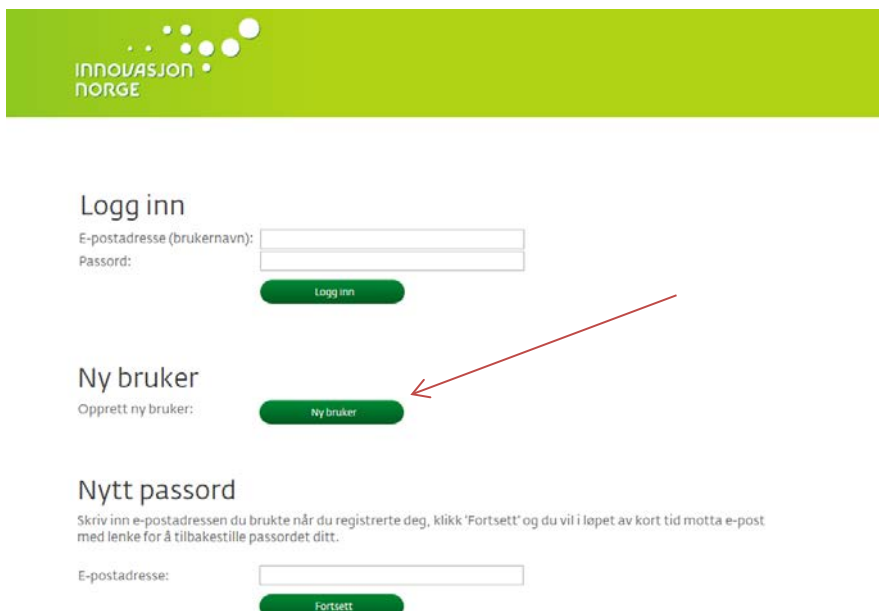 INNOVASJON
NORGE
Logg inn
E-postadresse (brukernavn):
Passord:
Logg inn
Ny bruker
Opprett ny bruker:
Ny bruker
Nytt passord
Skriv inn e-postadressen du brukte når du registrerte deg, klikk 'Fortsett' og du vil i løpet av kort tid motta e-post
med lenke for å tilbakestille passordet ditt.
E-postadresse:
Fortsett